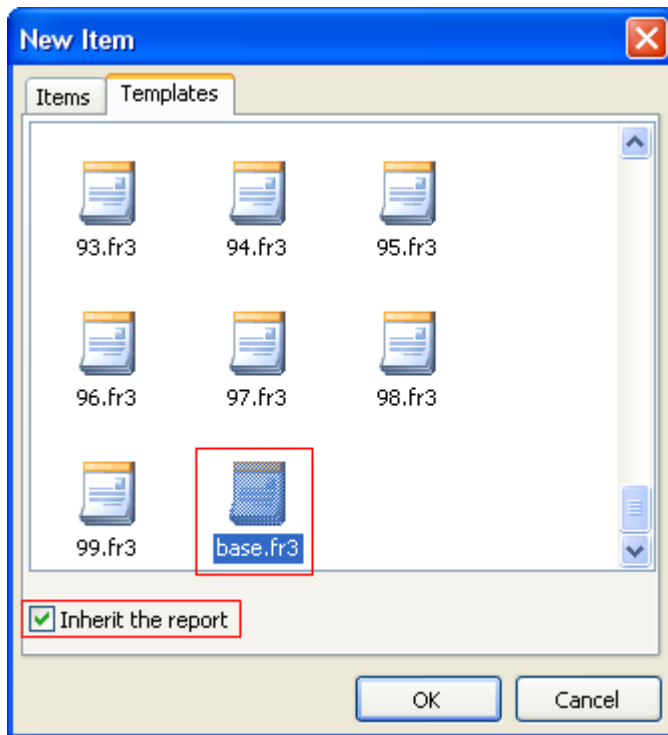 New Item
Items Templates
93.fr3 94.fr3 95.fr3
96.fr3 97.fr3 98.fr3
99.fr3 base.fr3
Inherit the report
OK Cancel